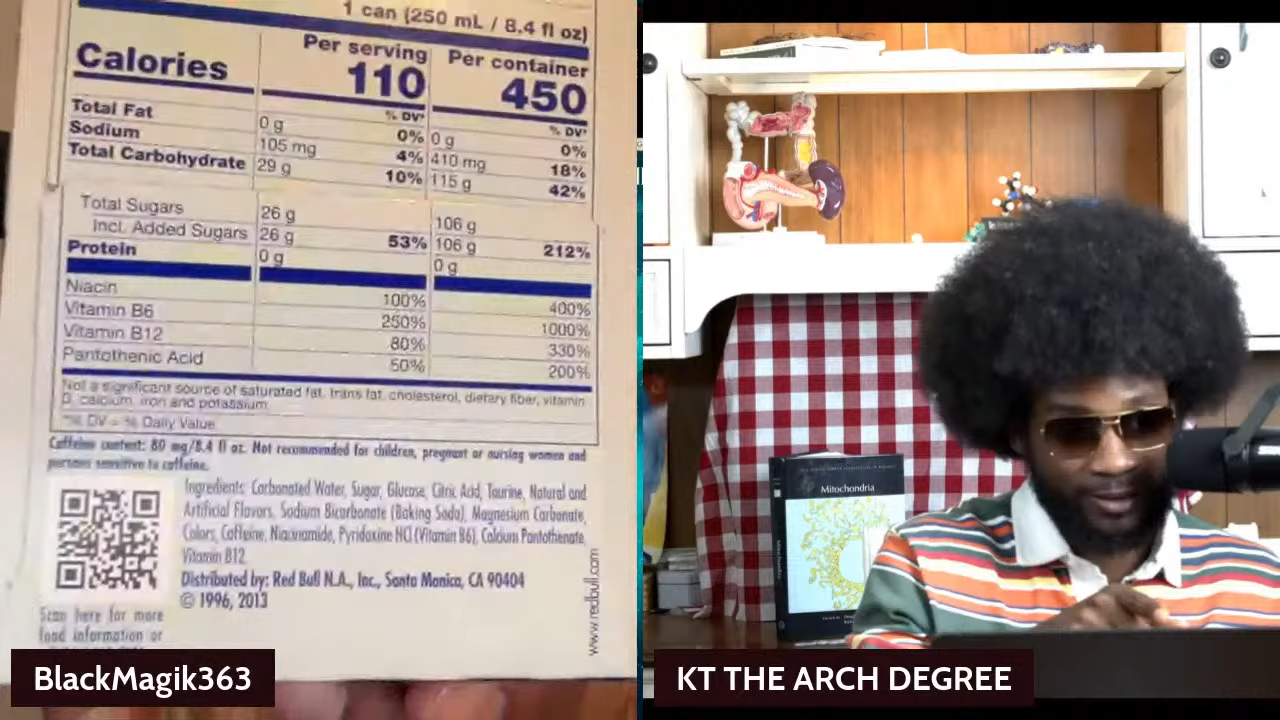 1 can (250 mL / 8.4 fl oz)
Calories
Per serving
110
Per container
450
% DV*
% DV*
Total Fat 0 g 0% 0 g 0%
Sodium 105 mg 4% 410 mg 18%
Total Carbohydrate 29 g 10% 115 g 42%
Total Sugars 26 g 106 g
Incl. Added Sugars 26 g 53% 106 g 212%
Protein 0 g 0 g
Niacin 100% 400%
Vitamin B6 250% 1000%
Vitamin B12 80% 330%
Pantothenic Acid 50% 200%
Not a significant source of saturated fat, trans fat, cholesterol, dietary fiber, vitamin
D, calcium, iron and potassium.
*% DV = % Daily Value
Caffeine content: 80 mg/8.4 fl oz. Not recommended for children, pregnant or nursing women and
persons sensitive to caffeine.
Ingredients: Carbonated Water, Sugar, Glucose, Citric Acid, Taurine, Natural and
Artificial Flavors, Sodium Bicarbonate (Baking Soda), Magnesium Carbonate,
Colors, Caffeine, Niacinamide, Pyridoxine HCl (Vitamin B6), Calcium Pantothenate,
Vitamin B12
Distributed by: Red Bull N.A., Inc., Santa Monica, CA 90404
© 1996, 2013
www.redbull.com
Scan here for more
food information or
BlackMagik363
Mitochondria
Mitochondria
KT THE ARCH DEGREE